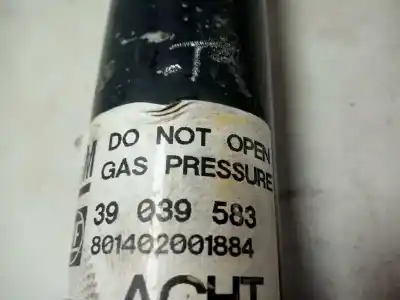 DO NOT OPEN
GAS PRESSURE
39 039 583
801402001884
ACHT